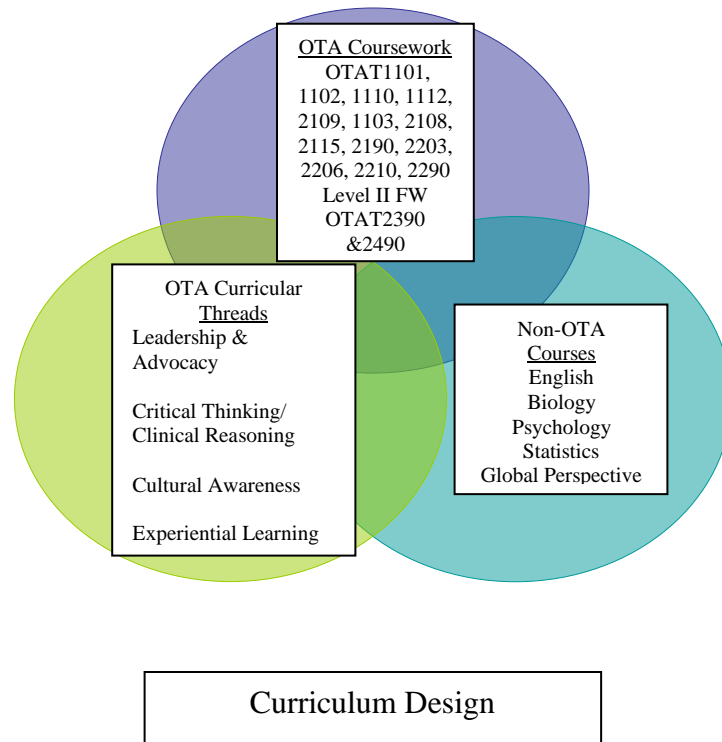 OTA Coursework
OTAT1101,
1102, 1110, 1112,
2109, 1103, 2108,
2115, 2190, 2203,
2206, 2210, 2290
Level II FW
OTAT2390
&2490
OTA Curricular
Threads
Leadership &
Advocacy
Critical Thinking/
Clinical Reasoning
Cultural Awareness
Experiential Learning
Non-OTA
Courses
English
Biology
Psychology
Statistics
Global Perspective
Curriculum Design